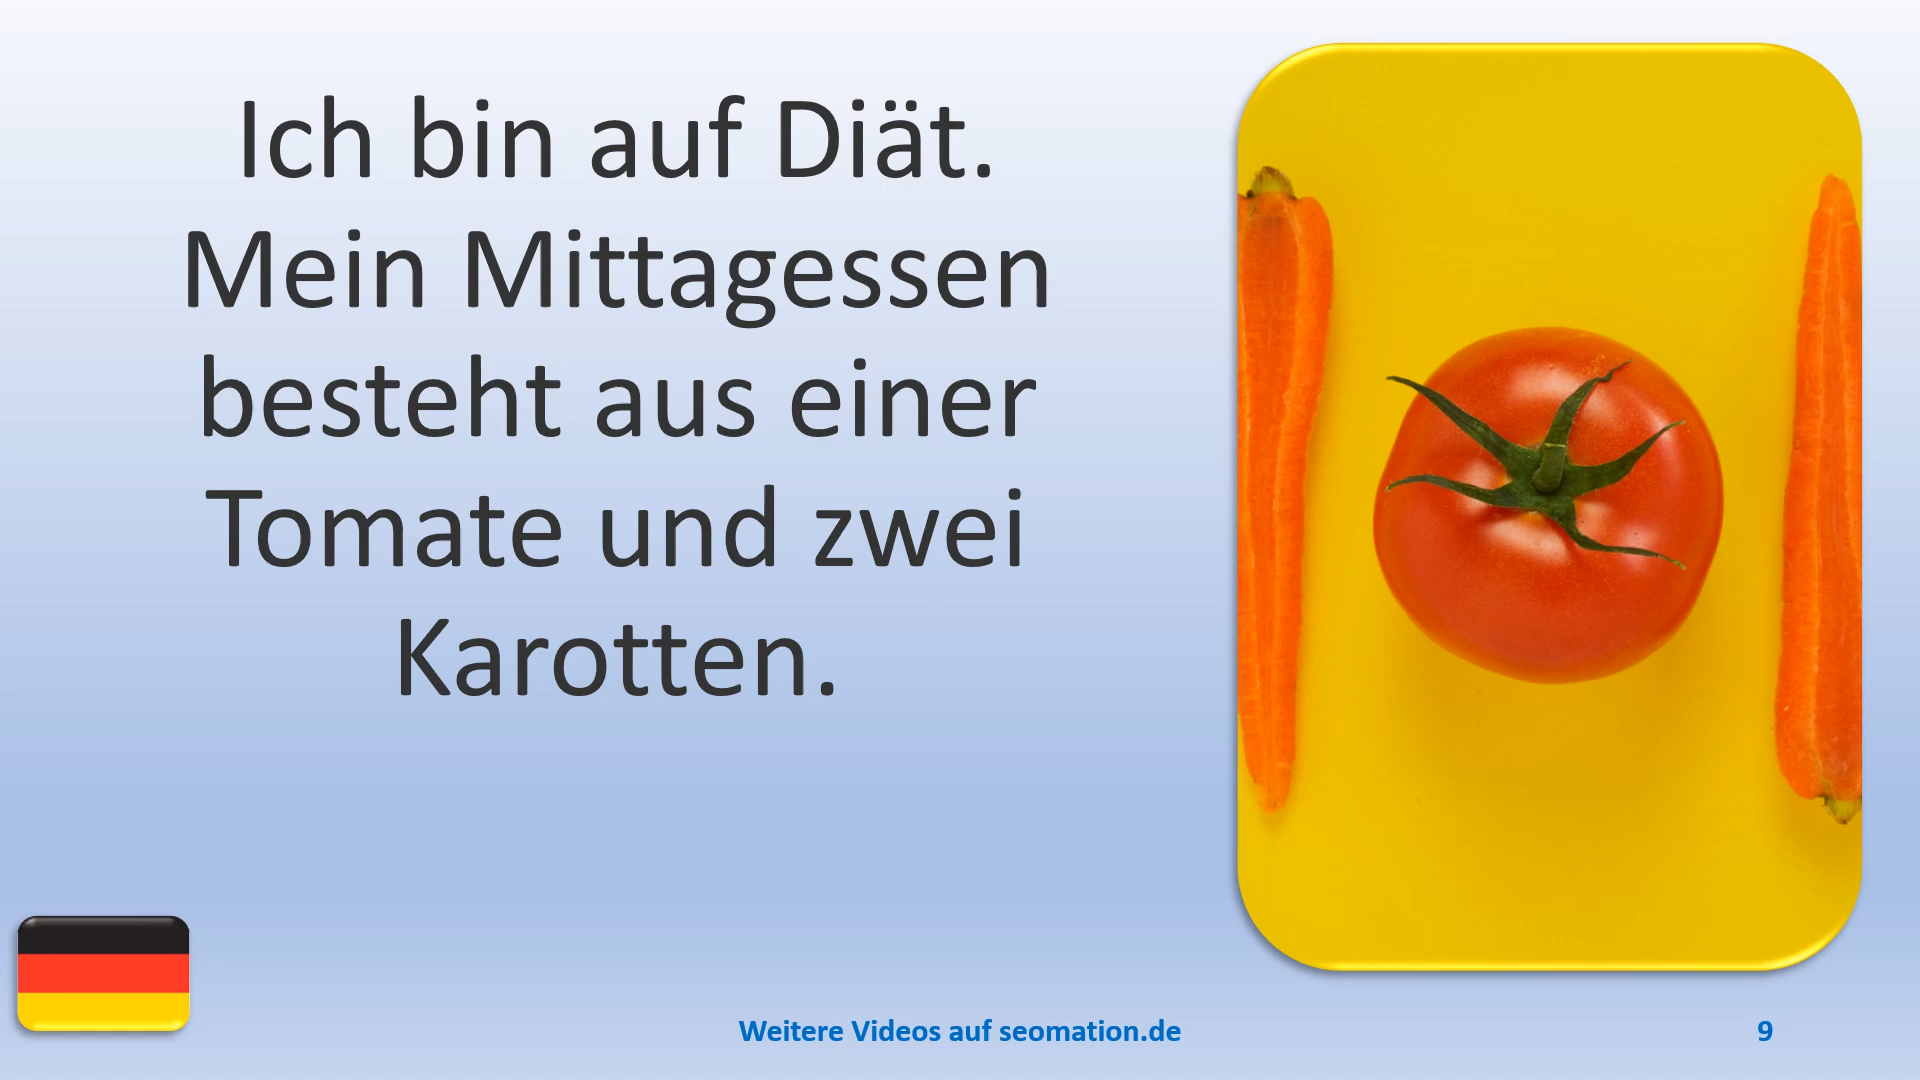 Ich bin auf Diät.
Mein Mittagessen
besteht aus einer
Tomate und zwei
Karotten.
Weitere Videos auf seomation.de
9